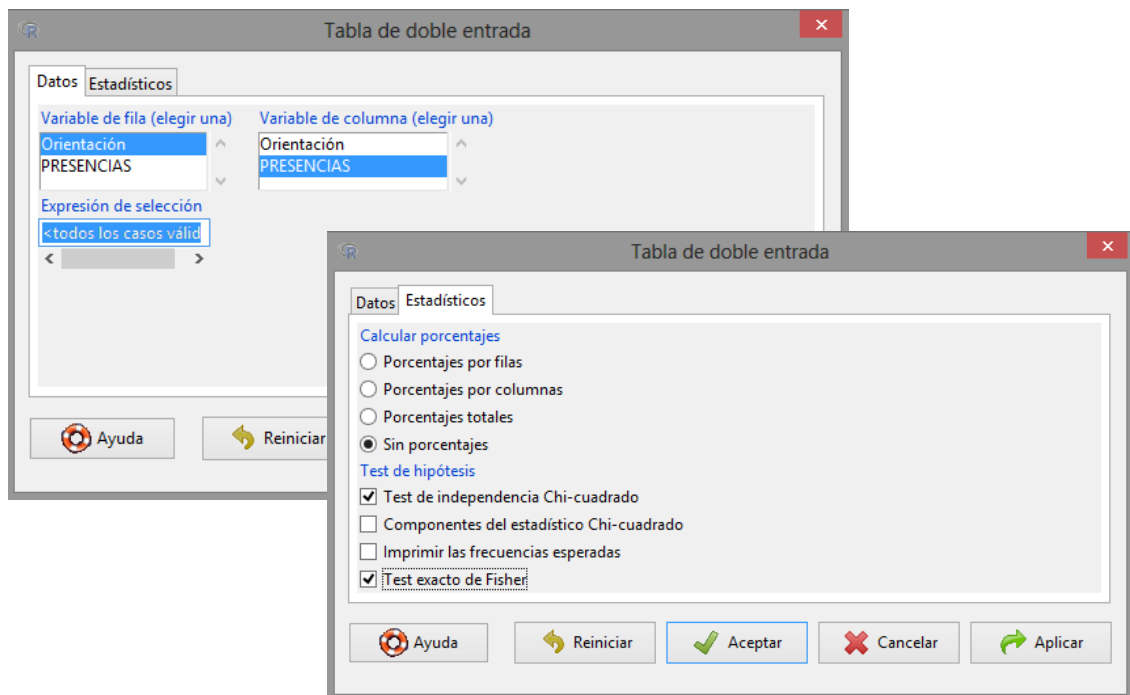 Tabla de doble entrada
Datos Estadísticos
Variable de fila (elegir una) Variable de columna (elegir una)
Orientación Orientación
PRESENCIAS PRESENCIAS
Expresión de selección
<todos los casos válid
Ayuda Reiniciar
Tabla de doble entrada
Datos Estadísticos
Calcular porcentajes
Porcentajes por filas
Porcentajes por columnas
Porcentajes totales
Sin porcentajes
Test de hipótesis
Test de independencia Chi-cuadrado
Componentes del estadístico Chi-cuadrado
Imprimir las frecuencias esperadas
Test exacto de Fisher
Ayuda Reiniciar Aceptar Cancelar Aplicar